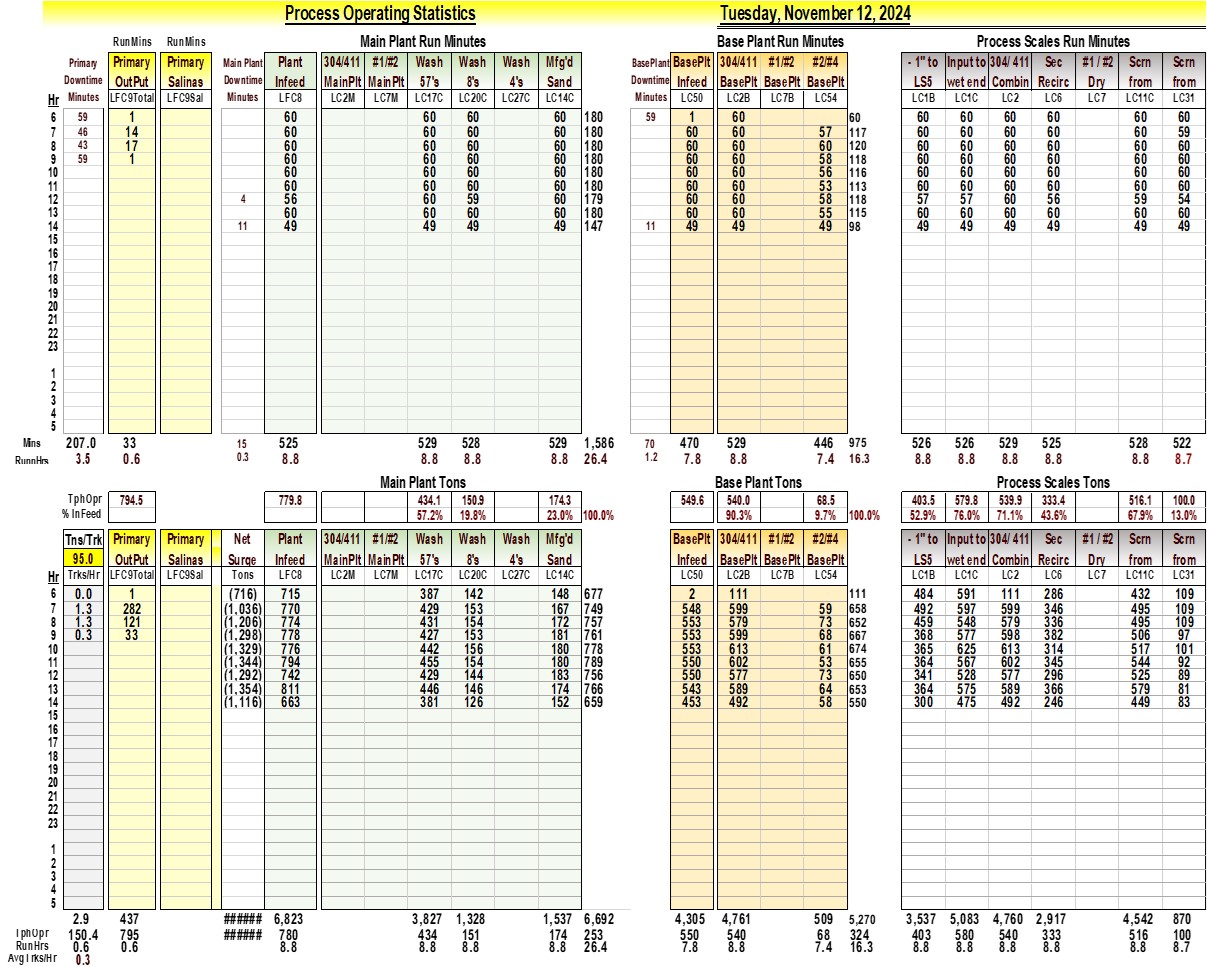 Process Operating Statistics Tuesday, November 12, 2024
RunMins RunMins Main Plant Run Minutes Base Plant Run Minutes Process Scales Run Minutes
Primary Primary Primary Main Plant Plant 304/411 #1/#2 Wash Wash Wash Mfg'd BasePlant BasePlt 304/411 #1/#2 #2/#4 - 1" to Input to 304/ 411 Sec #1 / #2 Scrn Scrn
Downtime OutPut Salinas Downtime Infeed MainPlt MainPlt 57's 8's 4's Sand Downtime Infeed BasePlt BasePlt BasePlt LS5 wet end Combin Recirc Dry from from
Hr Minutes LFC9Total LFC9Sal Minutes LFC8 LC2M LC7M LC17C LC20C LC27C LC14C Minutes LC50 LC2B LC7B LC54 LC1B LC1C LC2 LC6 LC7 LC11C LC31
6 59 1 60 60 60 60 180 59 1 60 60 60 60 60 60 60 60
7 46 14 60 60 60 60 180 60 60 57 117 60 60 60 60 60 59
8 43 17 60 60 60 60 180 60 60 60 120 60 60 60 60 60 60
9 59 1 60 60 60 60 180 60 60 58 118 60 60 60 60 60 60
10 60 60 60 60 180 60 60 56 116 60 60 60 60 60 60
11 60 60 60 60 180 60 60 53 113 60 60 60 60 60 60
12 4 56 60 59 60 179 60 60 58 118 57 57 60 56 59 54
13 60 60 60 60 180 60 60 55 115 60 60 60 60 60 60
14 11 49 49 49 49 147 11 49 49 49 98 49 49 49 49 49 49
15
16
17
18
19
20
21
22
23
1
2
3
4
5
Mins 207.0 33 15 525 529 528 529 1,586 70 470 529 446 975 526 526 529 525 528 522
RunnHrs 3.5 0.6 0.3 8.8 8.8 8.8 8.8 26.4 1.2 7.8 8.8 7.4 16.3 8.8 8.8 8.8 8.8 8.8 8.7
Main Plant Tons Base Plant Tons Process Scales Tons
TphOpr 794.5 779.8 434.1 150.9 174.3 549.6 540.0 68.5 403.5 579.8 539.9 333.4 516.1 100.0
% InFeed 57.2% 19.8% 23.0% 100.0% 90.3% 9.7% 100.0% 52.9% 76.0% 71.1% 43.6% 67.9% 13.0%
Tns/Trk Primary Primary Net Plant 304/411 #1/#2 Wash Wash Wash Mfg'd BasePlt 304/411 #1/#2 #2/#4 - 1" to Input to 304/ 411 Sec #1 / #2 Scrn Scrn
95.0 OutPut Salinas Surge Infeed MainPlt MainPlt 57's 8's 4's Sand Infeed BasePlt BasePlt BasePlt LS5 wet end Combin Recirc Dry from from
Hr Trks/Hr LFC9Total LFC9Sal Tons LFC8 LC2M LC7M LC17C LC20C LC27C LC14C LC50 LC2B LC7B LC54 LC1B LC1C LC2 LC6 LC7 LC11C LC31
6 0.0 1 (716) 715 387 142 148 677 2 111 111 484 591 111 286 432 109
7 1.3 282 (1,036) 770 429 153 167 749 548 599 59 658 492 597 599 346 495 109
8 1.3 121 (1,206) 774 431 154 172 757 553 579 73 652 459 548 579 336 495 109
9 0.3 33 (1,298) 778 427 153 181 761 553 599 68 667 368 577 598 382 506 97
10 (1,329) 776 442 156 180 778 553 613 61 674 365 625 613 314 517 101
11 (1,344) 794 455 154 180 789 550 602 53 655 364 567 602 345 544 92
12 (1,292) 742 429 144 183 756 550 577 73 650 341 528 577 296 525 89
13 (1,354) 811 446 146 174 766 543 589 64 653 364 575 589 366 579 81
14 (1,116) 663 381 126 152 659 453 492 58 550 300 475 492 246 449 83
15
16
17
18
19
20
21
22
23
1
2
3
4
5
2.9 437 ###### 6,823 3,827 1,328 1,537 6,692 4,305 4,761 509 5,270 3,537 5,083 4,760 2,917 4,542 870
TphOpr 150.4 795 ###### 780 434 151 174 253 550 540 68 324 403 580 540 333 516 100
RunHrs 0.6 0.6 8.8 8.8 8.8 8.8 26.4 7.8 8.8 7.4 16.3 8.8 8.8 8.8 8.8 8.8 8.7
AvgTrks/Hr 0.3